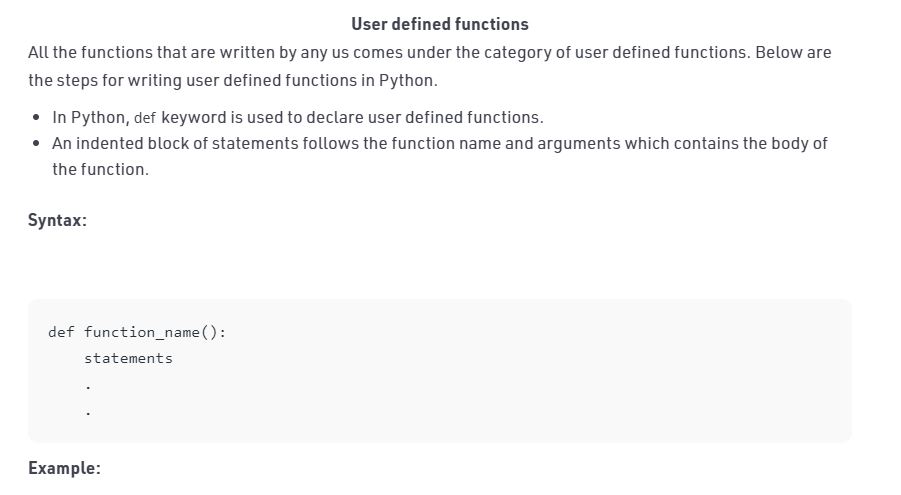 User defined functions
All the functions that are written by any us comes under the category of user defined functions. Below are
the steps for writing user defined functions in Python.
• In Python, def keyword is used to declare user defined functions.
• An indented block of statements follows the function name and arguments which contains the body of
the function.
Syntax:
def function_name():
    statements
    .
    .
Example: